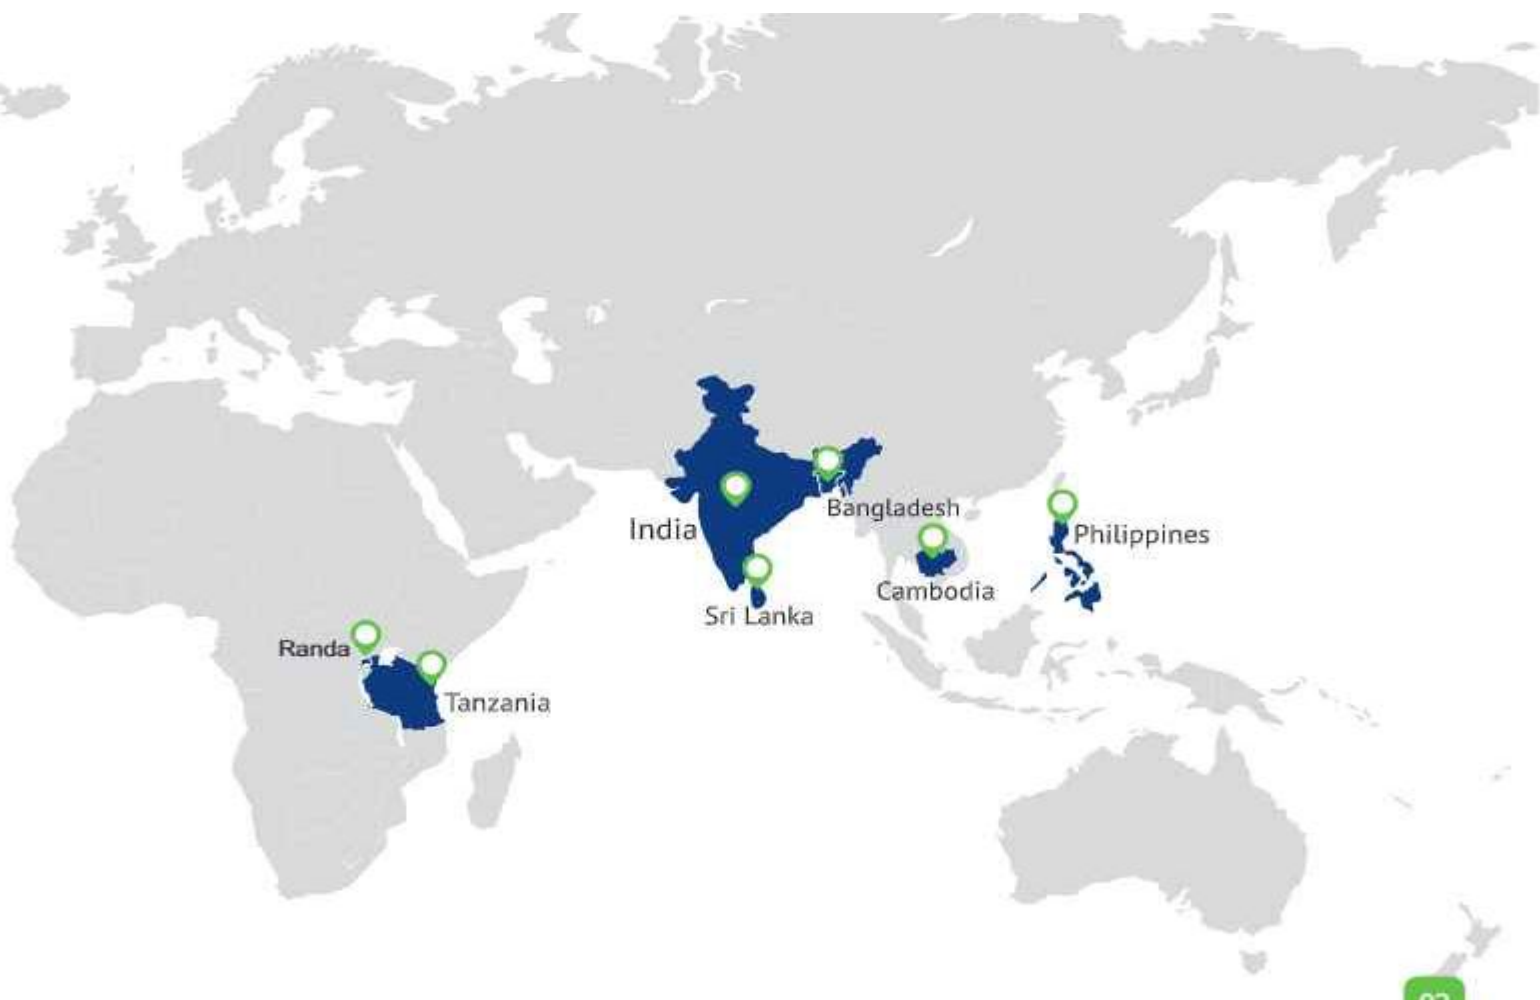 Bangladesh
India
Philippines
Cambodia
Sri Lanka
Randa
Tanzania